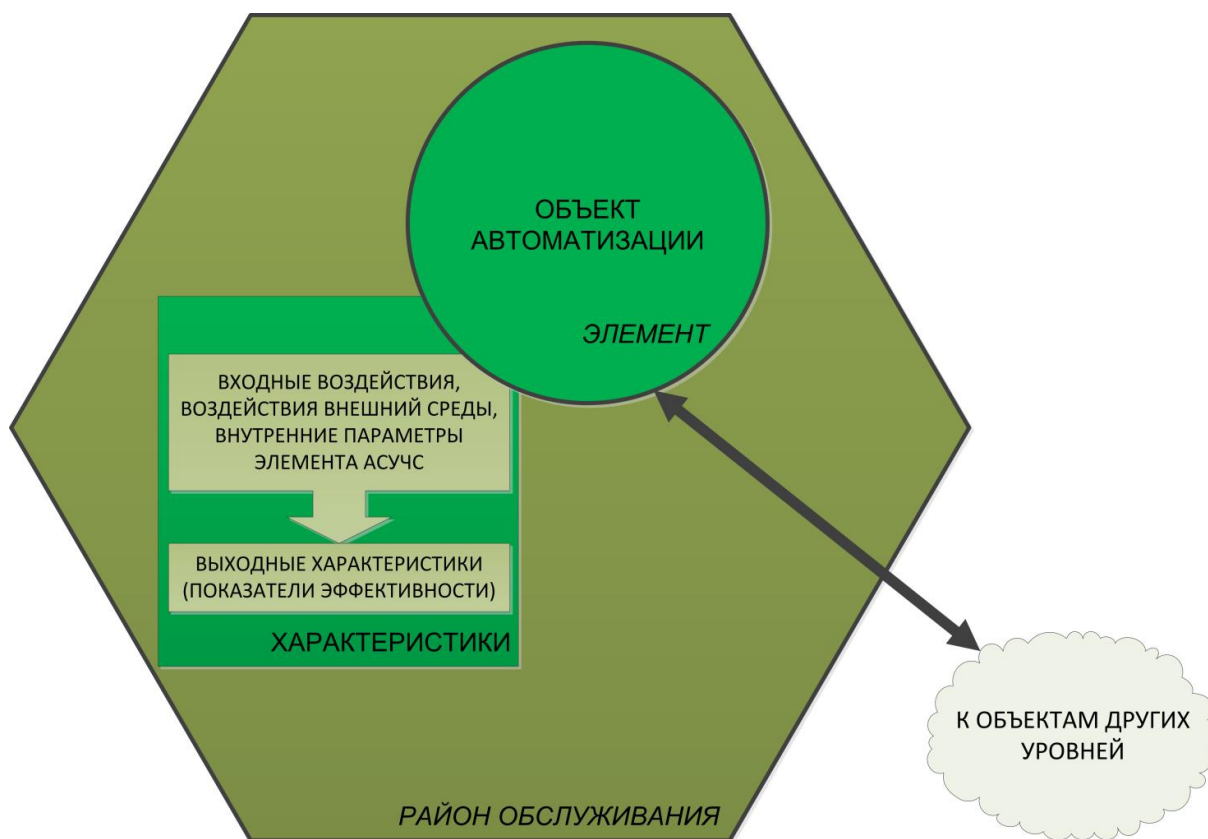 ОБЪЕКТ
АВТОМАТИЗАЦИИ
ЭЛЕМЕНТ
ВХОДНЫЕ ВОЗДЕЙСТВИЯ,
ВОЗДЕЙСТВИЯ ВНЕШНИЙ СРЕДЫ,
ВНУТРЕННИЕ ПАРАМЕТРЫ
ЭЛЕМЕНТА АСУЧС
ВЫХОДНЫЕ ХАРАКТЕРИСТИКИ
(ПОКАЗАТЕЛИ ЭФФЕКТИВНОСТИ)
ХАРАКТЕРИСТИКИ
К ОБЪЕКТАМ ДРУГИХ
УРОВНЕЙ
РАЙОН ОБСЛУЖИВАНИЯ